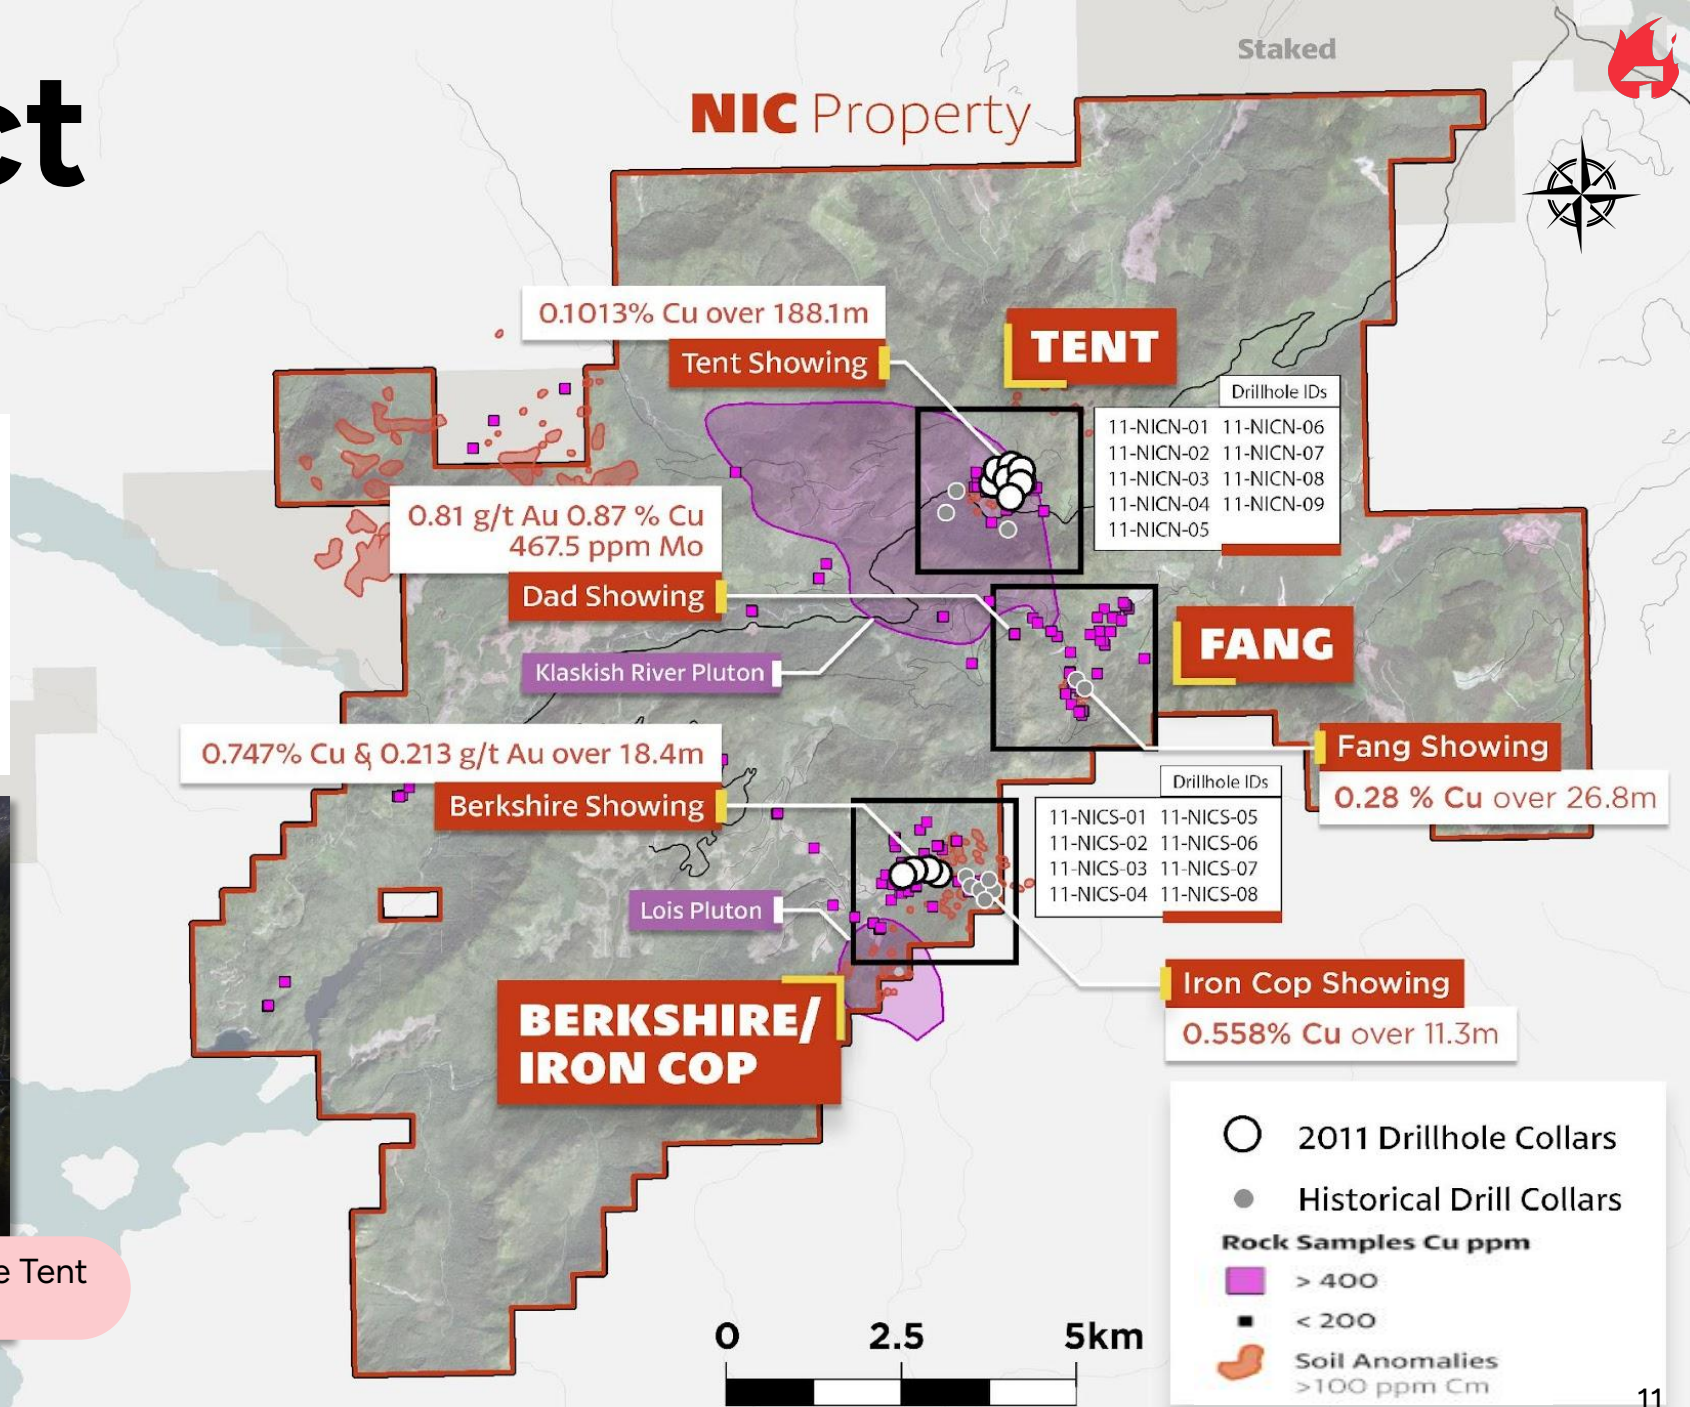 ct
Staked
NIC Property
0.1013% Cu over 188.1m
Tent Showing
TENT
Drillhole IDs
11-NICN-01 11-NICN-06
11-NICN-02 11-NICN-07
11-NICN-03 11-NICN-08
11-NICN-04 11-NICN-09
11-NICN-05
0.81 g/t Au 0.87 % Cu
467.5 ppm Mo
Dad Showing
Klaskish River Pluton
FANG
Fang Showing
0.28 % Cu over 26.8m
0.747% Cu & 0.213 g/t Au over 18.4m
Berkshire Showing
Drillhole IDs
11-NICS-01 11-NICS-05
11-NICS-02 11-NICS-06
11-NICS-03 11-NICS-07
11-NICS-04 11-NICS-08
Lois Pluton
Iron Cop Showing
0.558% Cu over 11.3m
BERKSHIRE/
IRON COP
2011 Drillhole Collars
Historical Drill Collars
Rock Samples Cu ppm
> 400
< 200
Soil Anomalies
>100 ppm Cm
e Tent
0 2.5 5km
11